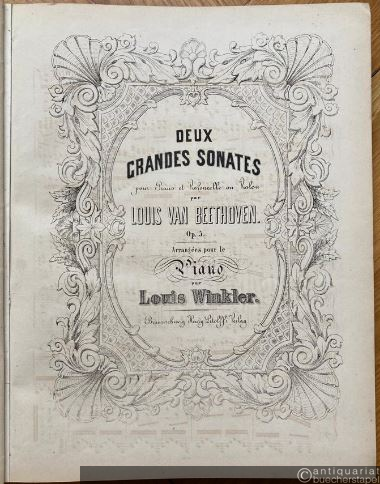 DEUX
GRANDES SONATES
pour Piano et Violoncelle ou Violon
par
LOUIS VAN BEETHOVEN.
Op. 5.
Arrangées pour le
Piano
par
Louis Winkler.
Braunschweig, Henry Litolff's Verlag.
©antiquariat
buecherstapel